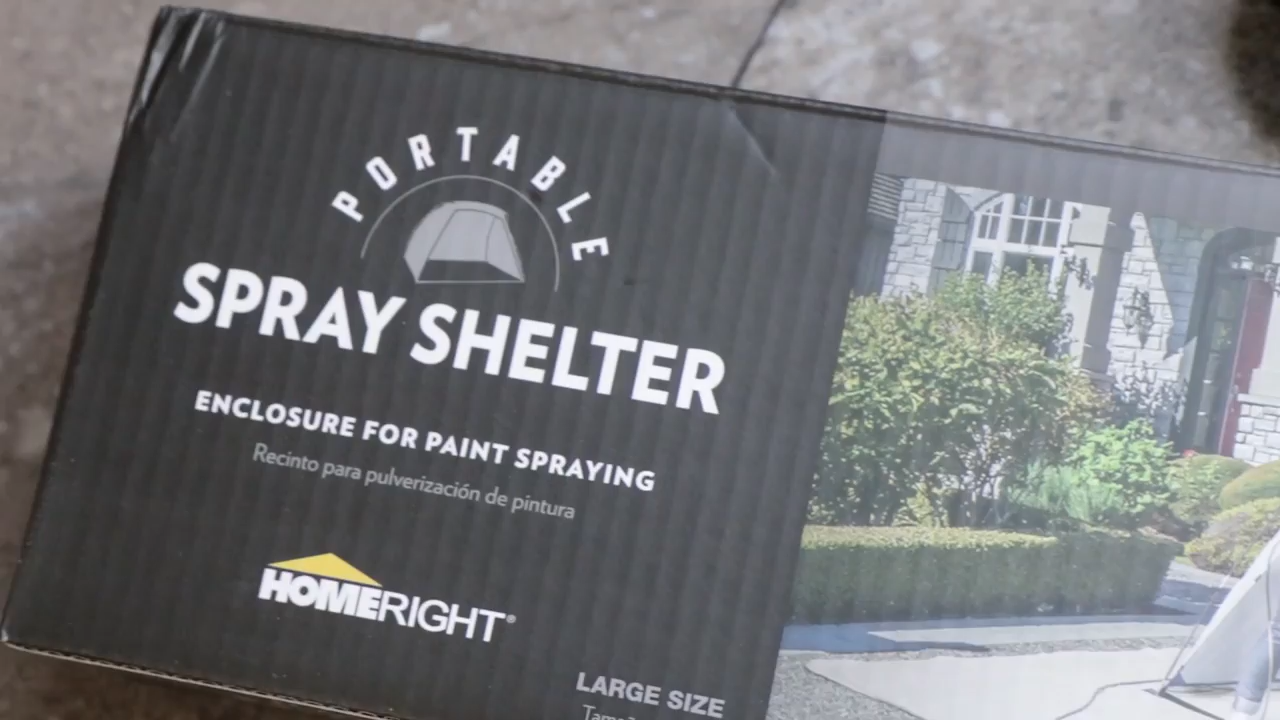 PORTABLE
SPRAY SHELTER
ENCLOSURE FOR PAINT SPRAYING
Recinto para pulverización de pintura
HOMERIGHT®
LARGE SIZE